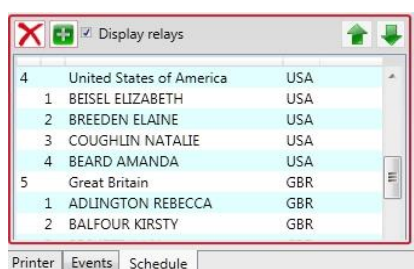 Display relays
4 United States of America USA
1 BEISEL ELIZABETH USA
2 BREEDEN ELAINE USA
3 COUGHLIN NATALIE USA
4 BEARD AMANDA USA
5 Great Britain GBR
1 ADLINGTON REBECCA GBR
2 BALFOUR KIRSTY GBR
Printer Events Schedule